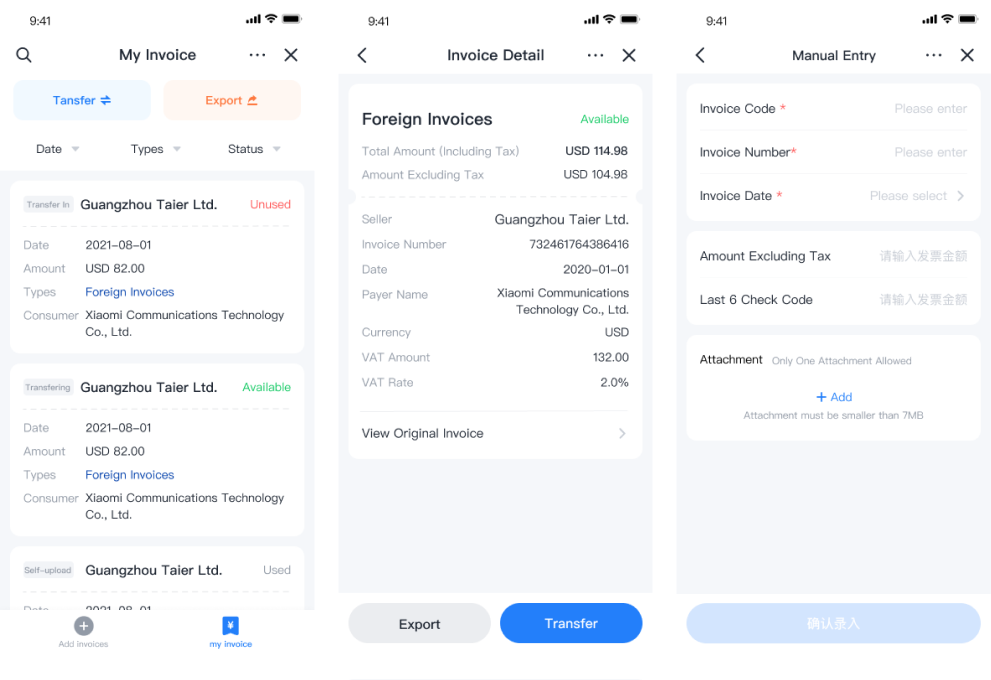 9:41
My Invoice
Tansfer
Export
Date
Types
Status
Transfer In
Guangzhou Taier Ltd.
Unused
Date
2021-08-01
Amount
USD 82.00
Types
Foreign Invoices
Consumer
Xiaomi Communications Technology
Co., Ltd.
Transfering
Guangzhou Taier Ltd.
Available
Date
2021-08-01
Amount
USD 82.00
Types
Foreign Invoices
Consumer
Xiaomi Communications Technology
Co., Ltd.
Self-upload
Guangzhou Taier Ltd.
Used
Date
2021-08-01
Add invoices
my invoice
9:41
Invoice Detail
Foreign Invoices
Available
Total Amount (Including Tax)
USD 114.98
Amount Excluding Tax
USD 104.98
Seller
Guangzhou Taier Ltd.
Invoice Number
732461764386416
Date
2020-01-01
Payer Name
Xiaomi Communications
Technology Co., Ltd.
Currency
USD
VAT Amount
132.00
VAT Rate
2.0%
View Original Invoice
Export
Transfer
9:41
Manual Entry
Invoice Code *
Please enter
Invoice Number*
Please enter
Invoice Date *
Please select
Amount Excluding Tax
请输入发票金额
Last 6 Check Code
请输入发票金额
Attachment
Only One Attachment Allowed
+ Add
Attachment must be smaller than 7MB
确认录入